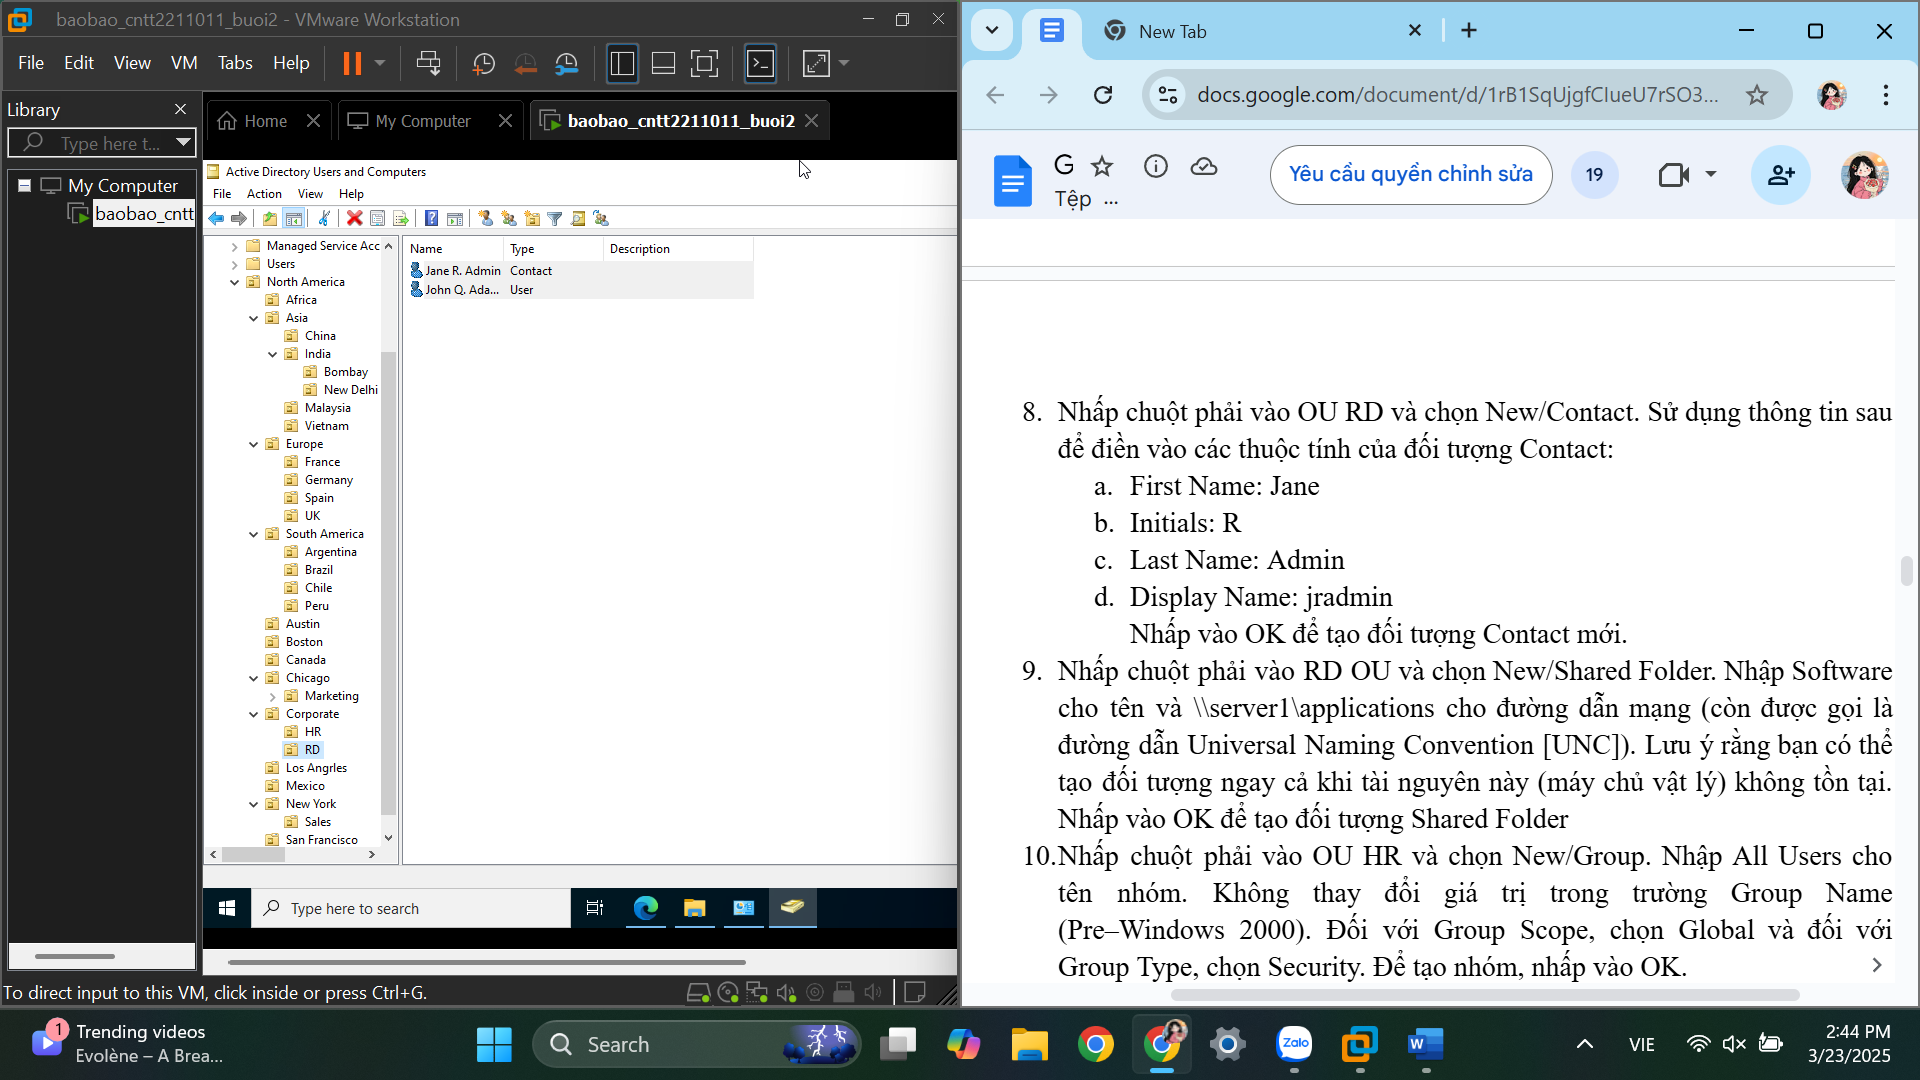 baobao_cntt2211011_buoi2 - VMware Workstation
File Edit View VM Tabs Help
Library
Type here t...
My Computer
baobao_cntt
Home
My Computer
baobao_cntt2211011_buoi2
Active Directory Users and Computers
File Action View Help
Managed Service Acc
Users
North America
Africa
Asia
China
India
Bombay
New Delhi
Malaysia
Vietnam
Europe
France
Germany
Spain
UK
South America
Argentina
Brazil
Chile
Peru
Austin
Boston
Canada
Chicago
Marketing
Corporate
HR
RD
Los Angrles
Mexico
New York
Sales
San Francisco
Name Type Description
Jane R. Admin Contact
John Q. Ada... User
Type here to search
To direct input to this VM, click inside or press Ctrl+G.
New Tab
docs.google.com/document/d/1rB1SqUjgfCIueU7rSO3...
G
Tệp ...
Yêu cầu quyền chỉnh sửa
19
8. Nhấp chuột phải vào OU RD và chọn New/Contact. Sử dụng thông tin sau
để điền vào các thuộc tính của đối tượng Contact:
a. First Name: Jane
b. Initials: R
c. Last Name: Admin
d. Display Name: jradmin
Nhấp vào OK để tạo đối tượng Contact mới.
9. Nhấp chuột phải vào RD OU và chọn New/Shared Folder. Nhập Software
cho tên và \\server1\applications cho đường dẫn mạng (còn được gọi là
đường dẫn Universal Naming Convention [UNC]). Lưu ý rằng bạn có thể
tạo đối tượng ngay cả khi tài nguyên này (máy chủ vật lý) không tồn tại.
Nhấp vào OK để tạo đối tượng Shared Folder
10. Nhấp chuột phải vào OU HR và chọn New/Group. Nhập All Users cho
tên nhóm. Không thay đổi giá trị trong trường Group Name
(Pre–Windows 2000). Đối với Group Scope, chọn Global và đối với
Group Type, chọn Security. Để tạo nhóm, nhấp vào OK.
1
Trending videos
Evolène – A Brea...
Search
Zalo
W
VIE
2:44 PM
3/23/2025